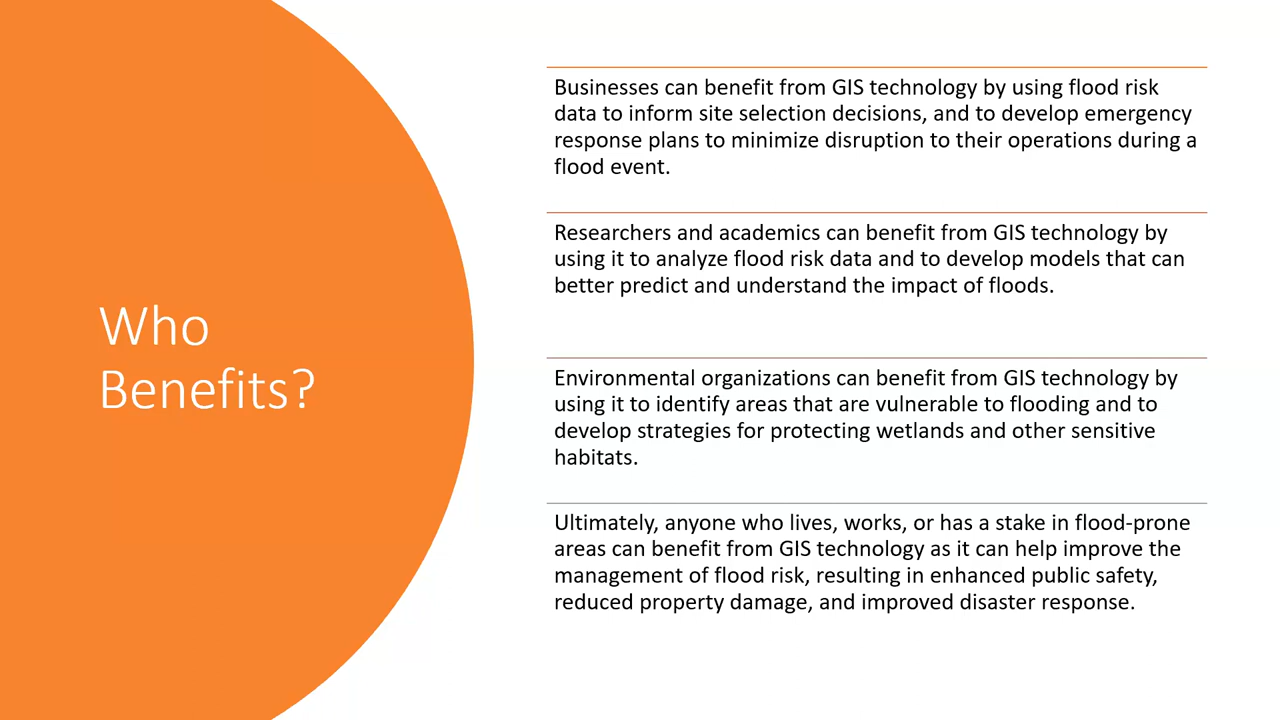 Who
Benefits?
Businesses can benefit from GIS technology by using flood risk
data to inform site selection decisions, and to develop emergency
response plans to minimize disruption to their operations during a
flood event.
Researchers and academics can benefit from GIS technology by
using it to analyze flood risk data and to develop models that can
better predict and understand the impact of floods.
Environmental organizations can benefit from GIS technology by
using it to identify areas that are vulnerable to flooding and to
develop strategies for protecting wetlands and other sensitive
habitats.
Ultimately, anyone who lives, works, or has a stake in flood-prone
areas can benefit from GIS technology as it can help improve the
management of flood risk, resulting in enhanced public safety,
reduced property damage, and improved disaster response.